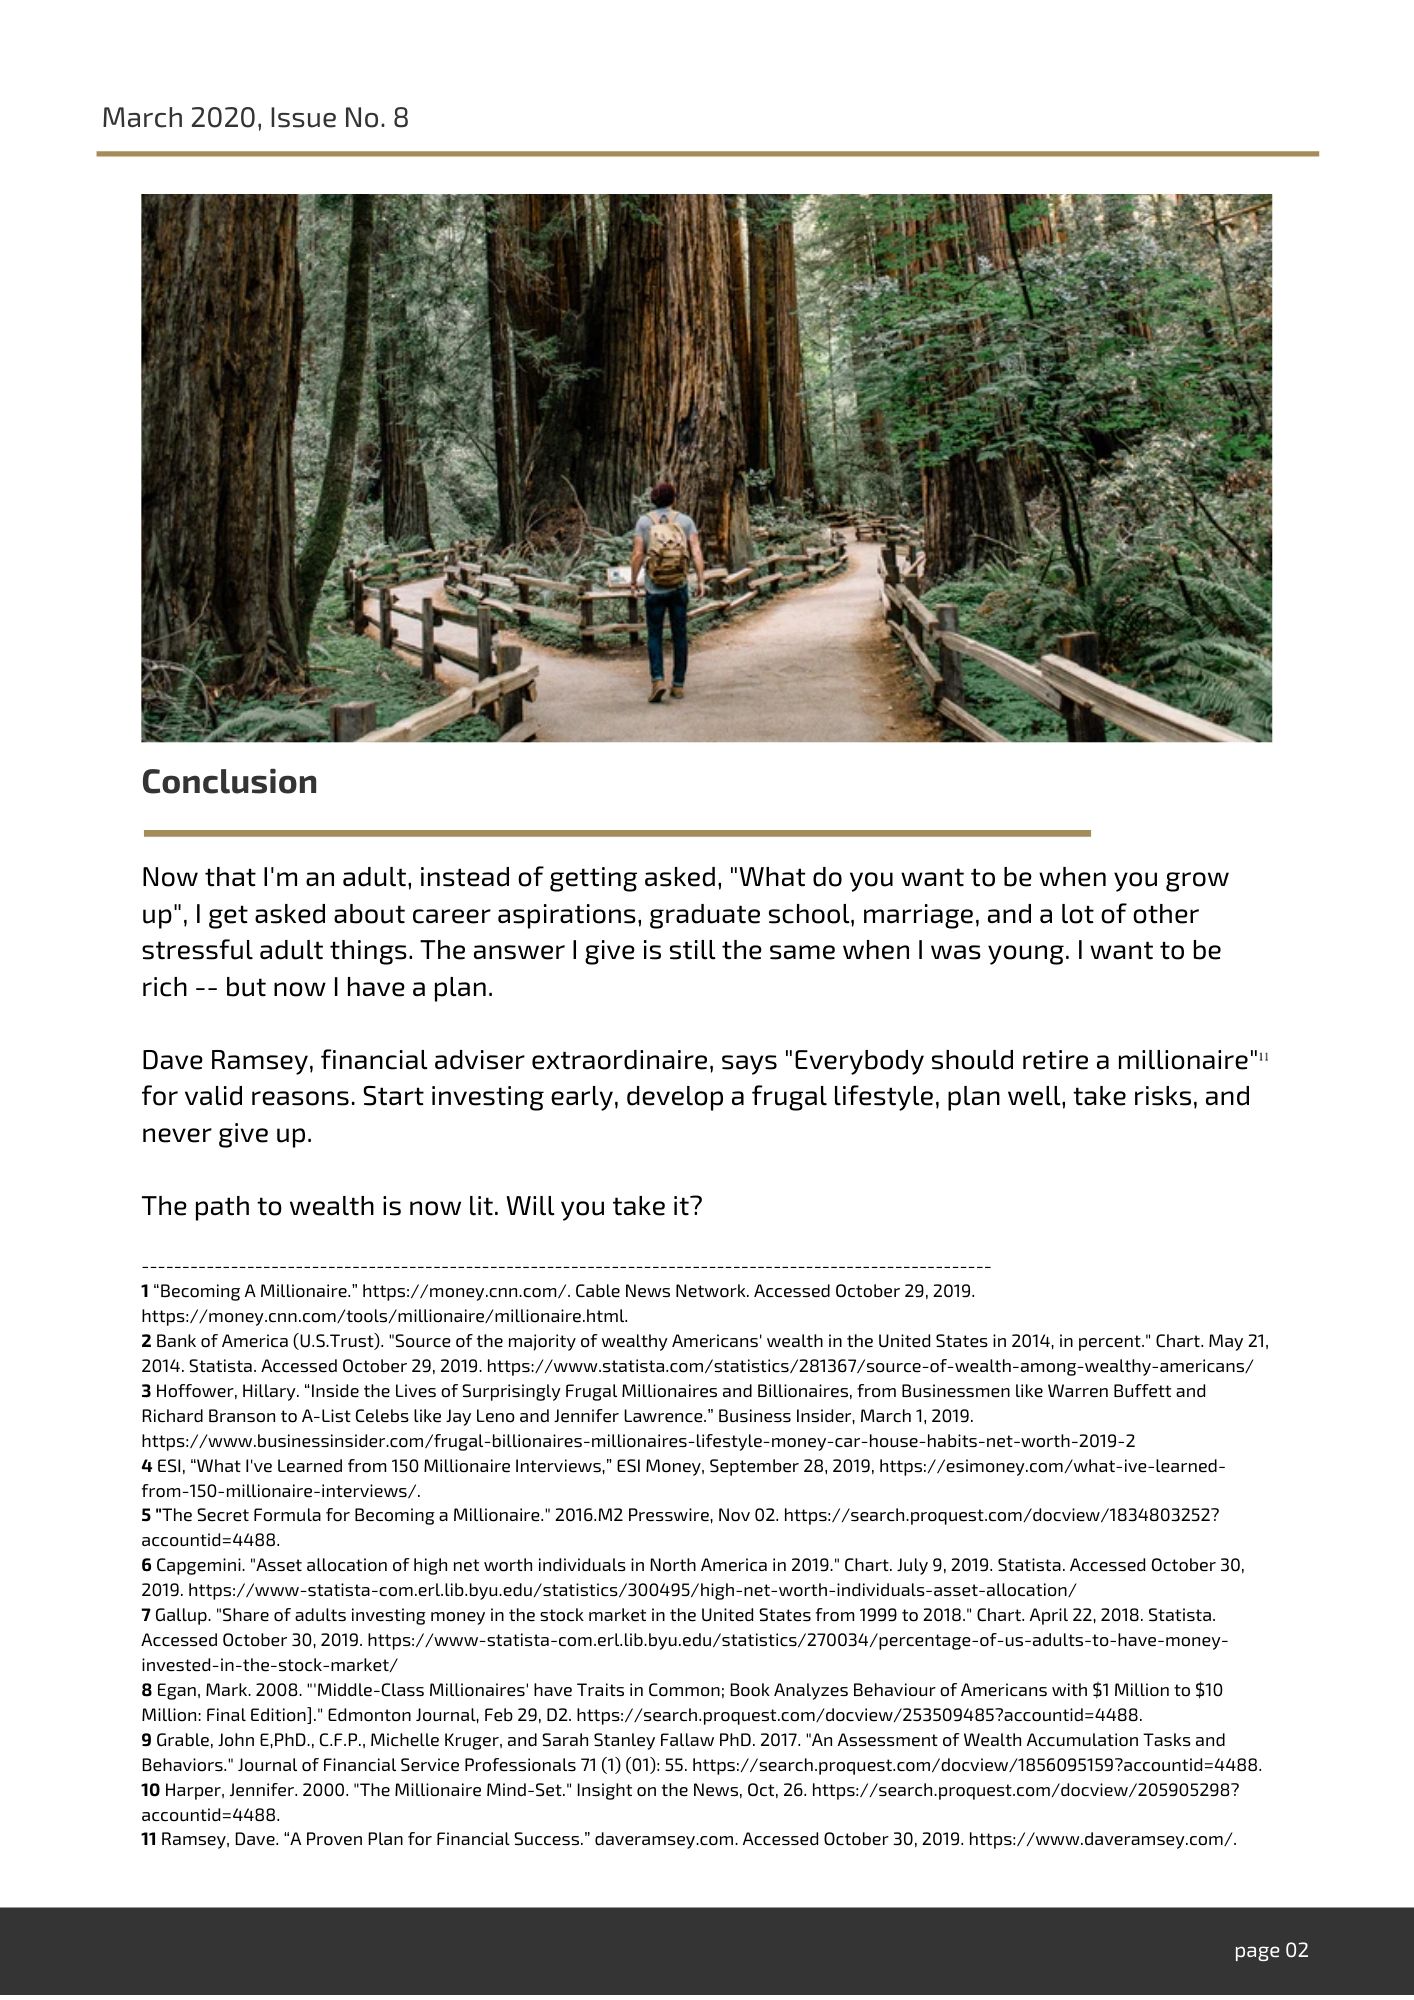 March 2020, Issue No. 8
Conclusion
Now that I'm an adult, instead of getting asked, "What do you want to be when you grow
up", I get asked about career aspirations, graduate school, marriage, and a lot of other
stressful adult things. The answer I give is still the same when I was young. I want to be
rich -- but now I have a plan.
Dave Ramsey, financial adviser extraordinaire, says "Everybody should retire a millionaire"11
for valid reasons. Start investing early, develop a frugal lifestyle, plan well, take risks, and
never give up.
The path to wealth is now lit. Will you take it?
---------------------------------------------------------------------------------------------------------
1 “Becoming A Millionaire.” https://money.cnn.com/. Cable News Network. Accessed October 29, 2019.
https://money.cnn.com/tools/millionaire/millionaire.html.
2 Bank of America (U.S.Trust). "Source of the majority of wealthy Americans' wealth in the United States in 2014, in percent." Chart. May 21,
2014. Statista. Accessed October 29, 2019. https://www.statista.com/statistics/281367/source-of-wealth-among-wealthy-americans/
3 Hoffower, Hillary. “Inside the Lives of Surprisingly Frugal Millionaires and Billionaires, from Businessmen like Warren Buffett and
Richard Branson to A-List Celebs like Jay Leno and Jennifer Lawrence.” Business Insider, March 1, 2019.
https://www.businessinsider.com/frugal-billionaires-millionaires-lifestyle-money-car-house-habits-net-worth-2019-2
4 ESI, “What I've Learned from 150 Millionaire Interviews,” ESI Money, September 28, 2019, https://esimoney.com/what-ive-learned-
from-150-millionaire-interviews/.
5 "The Secret Formula for Becoming a Millionaire." 2016.M2 Presswire, Nov 02. https://search.proquest.com/docview/1834803252?
accountid=4488.
6 Capgemini. "Asset allocation of high net worth individuals in North America in 2019." Chart. July 9, 2019. Statista. Accessed October 30,
2019. https://www-statista-com.erl.lib.byu.edu/statistics/300495/high-net-worth-individuals-asset-allocation/
7 Gallup. "Share of adults investing money in the stock market in the United States from 1999 to 2018." Chart. April 22, 2018. Statista.
Accessed October 30, 2019. https://www-statista-com.erl.lib.byu.edu/statistics/270034/percentage-of-us-adults-to-have-money-
invested-in-the-stock-market/
8 Egan, Mark. 2008. "'Middle-Class Millionaires' have Traits in Common; Book Analyzes Behaviour of Americans with $1 Million to $10
Million: Final Edition]." Edmonton Journal, Feb 29, D2. https://search.proquest.com/docview/253509485?accountid=4488.
9 Grable, John E,PhD., C.F.P., Michelle Kruger, and Sarah Stanley Fallaw PhD. 2017. "An Assessment of Wealth Accumulation Tasks and
Behaviors." Journal of Financial Service Professionals 71 (1) (01): 55. https://search.proquest.com/docview/1856095159?accountid=4488.
10 Harper, Jennifer. 2000. "The Millionaire Mind-Set." Insight on the News, Oct, 26. https://search.proquest.com/docview/205905298?
accountid=4488.
11 Ramsey, Dave. “A Proven Plan for Financial Success.” daveramsey.com. Accessed October 30, 2019. https://www.daveramsey.com/.
page 02